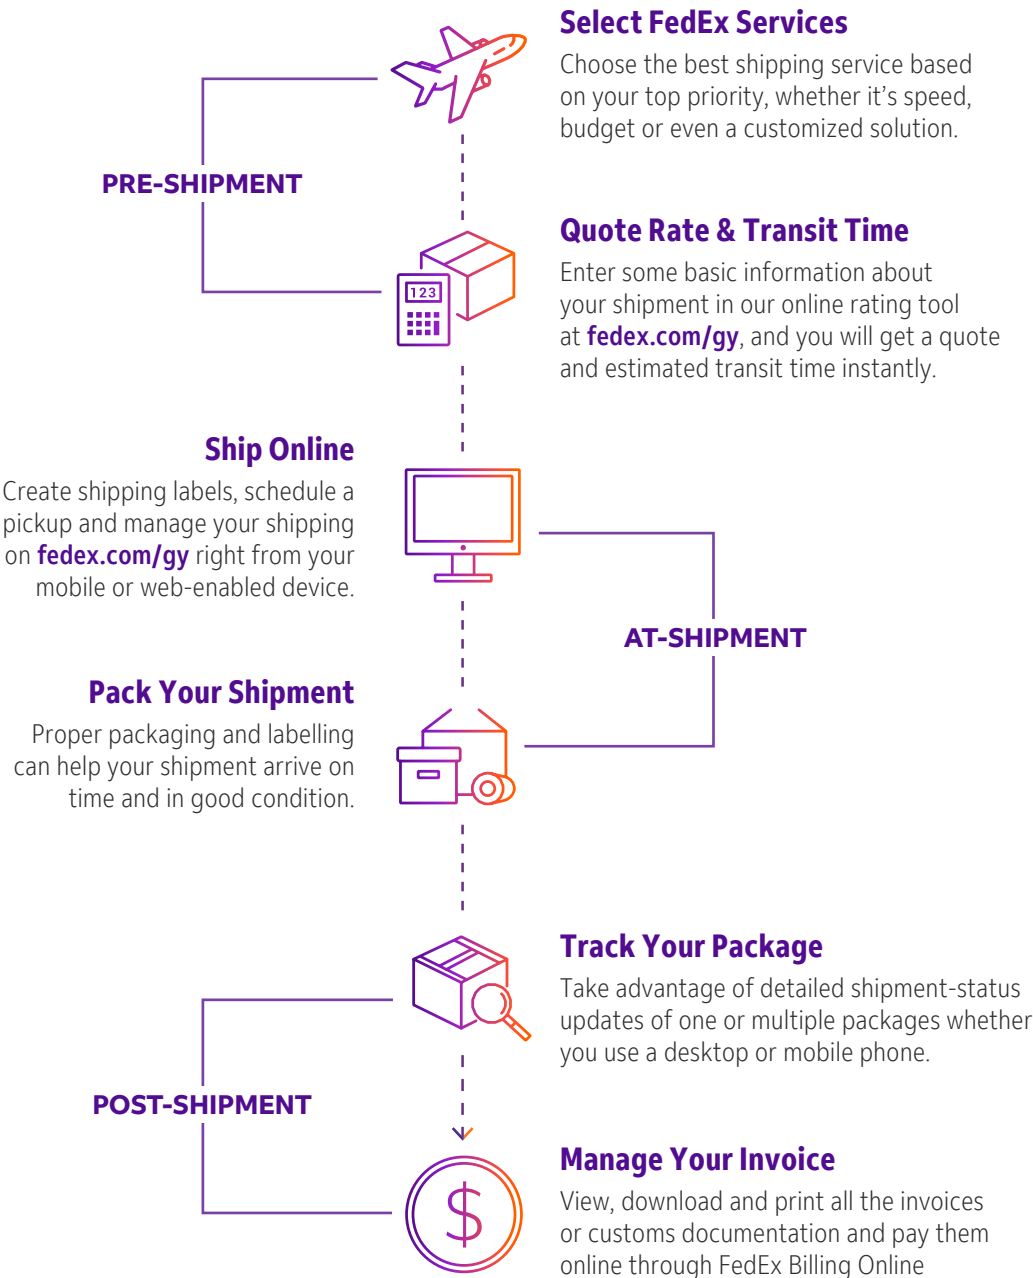 Select FedEx Services
Choose the best shipping service based
on your top priority, whether it’s speed,
budget or even a customized solution.
PRE-SHIPMENT
Quote Rate & Transit Time
Enter some basic information about
your shipment in our online rating tool
at fedex.com/gy, and you will get a quote
and estimated transit time instantly.
123
Ship Online
Create shipping labels, schedule a
pickup and manage your shipping
on fedex.com/gy right from your
mobile or web-enabled device.
AT-SHIPMENT
Pack Your Shipment
Proper packaging and labelling
can help your shipment arrive on
time and in good condition.
Track Your Package
Take advantage of detailed shipment-status
updates of one or multiple packages whether
you use a desktop or mobile phone.
POST-SHIPMENT
Manage Your Invoice
View, download and print all the invoices
or customs documentation and pay them
online through FedEx Billing Online
$